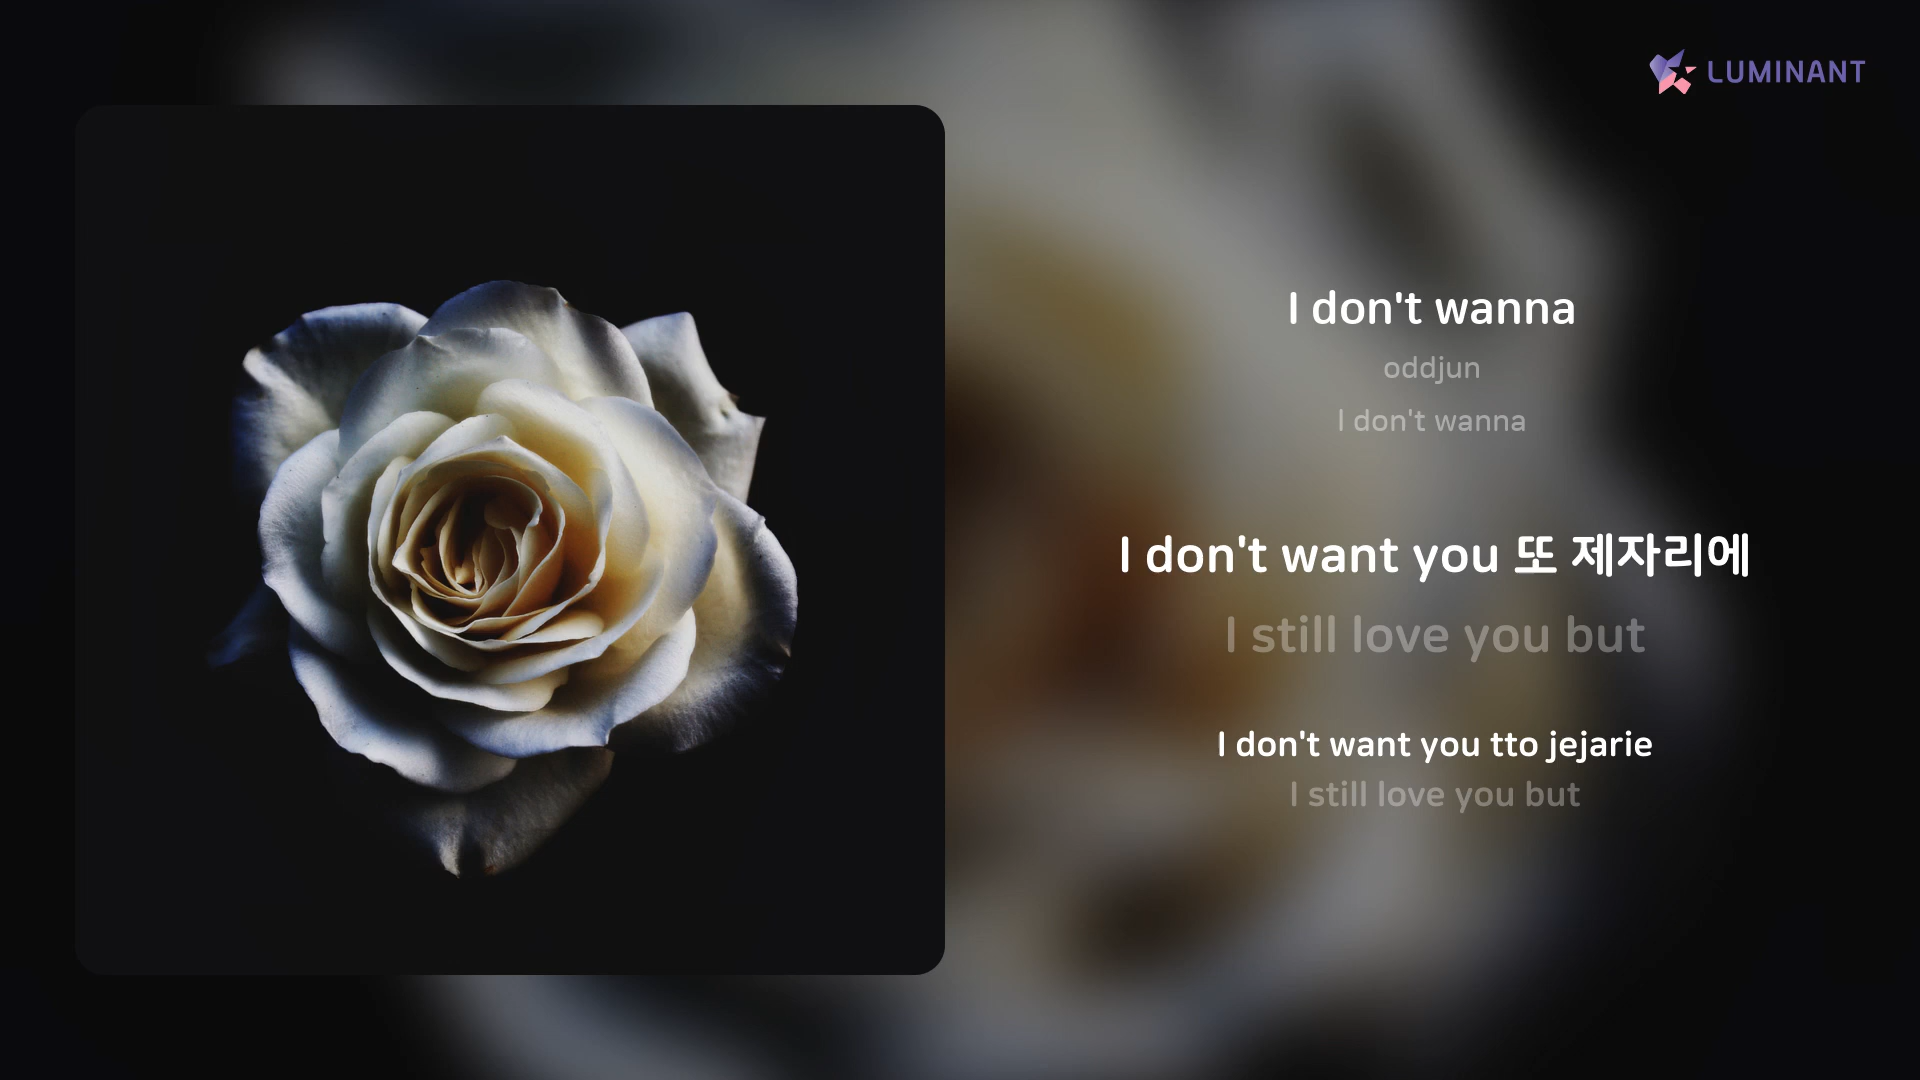 LUMINANT
I don't wanna
oddjun
I don't wanna
I don't want you 또 제자리에
I still love you but
I don't want you tto jejarie
I still love you but